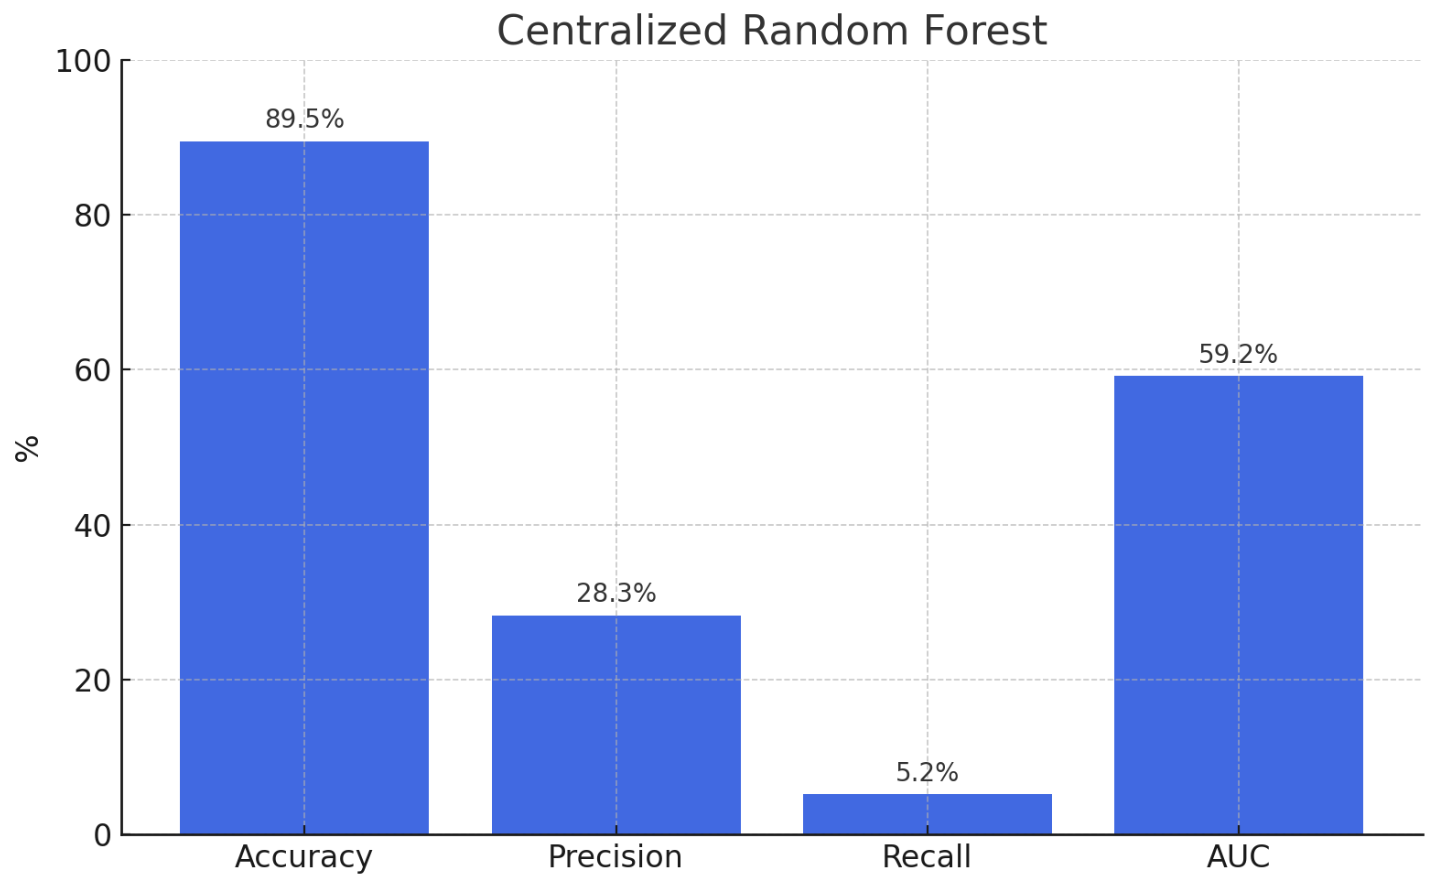 Centralized Random Forest
100
80
60
40
20
0
%
89.5%
28.3%
5.2%
59.2%
Accuracy
Precision
Recall
AUC